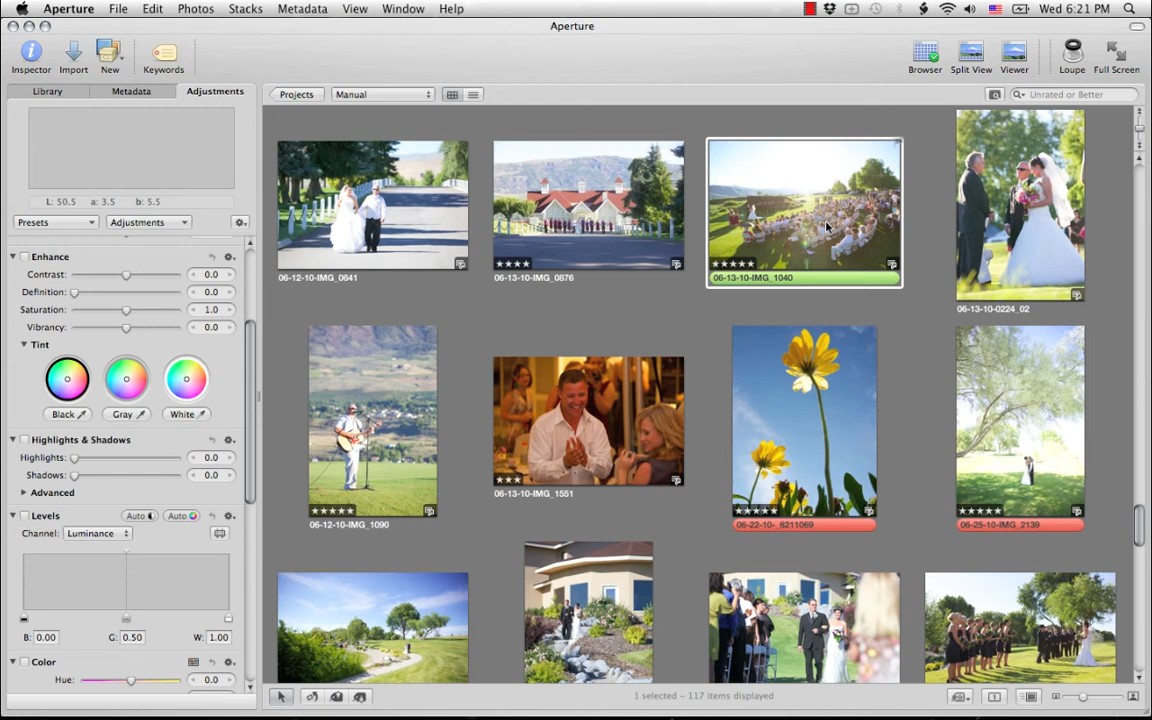 Aperture File Edit Photos Stacks Metadata View Window Help Wed 6:21 PM
Aperture
Inspector Import New Keywords Browser Split View Viewer Loupe Full Screen
Library Metadata Adjustments Projects Manual Unrated or Better
L: 50.5 a: 3.5 b: 5.5
Presets Adjustments
Enhance
Contrast: 0.0
Definition: 0.0
Saturation: 1.0
Vibrancy: 0.0
Tint
Black Gray White
Highlights & Shadows
Highlights: 0.0
Shadows: 0.0
Advanced
Levels Auto Auto
Channel: Luminance
B: 0.00 G: 0.50 W: 1.00
Color
Hue: 0.0
06-12-10-IMG_0641 06-13-10-IMG_0876 06-13-10-IMG_1040
06-13-10-0224_02
06-12-10-IMG_1090 06-13-10-IMG_1551 06-22-10-_6211069 06-25-10-IMG_2139
1 selected - 117 items displayed